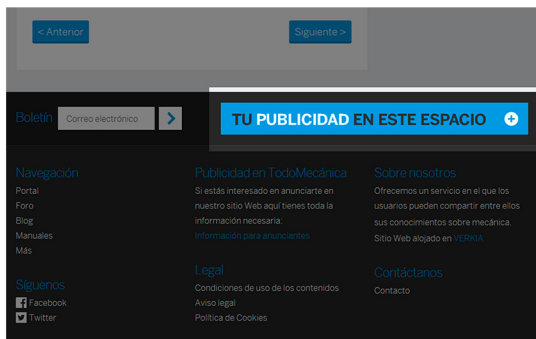 < Anterior
Siguiente >
Boletín
Correo electrónico
>
TU PUBLICIDAD EN ESTE ESPACIO +
Navegación
Portal
Foro
Blog
Manuales
Más
Síguenos
Facebook
Twitter
Publicidad en TodoMecánica
Si estás interesado en anunciarte en
nuestro sitio Web aquí tienes toda la
información necesaria:
Información para anunciantes
Legal
Condiciones de uso de los contenidos
Aviso legal
Política de Cookies
Sobre nosotros
Ofrecemos un servicio en el que los
usuarios pueden compartir entre ellos
sus conocimientos sobre mecánica.
Sitio Web alojado en VERKIA
Contáctanos
Contacto